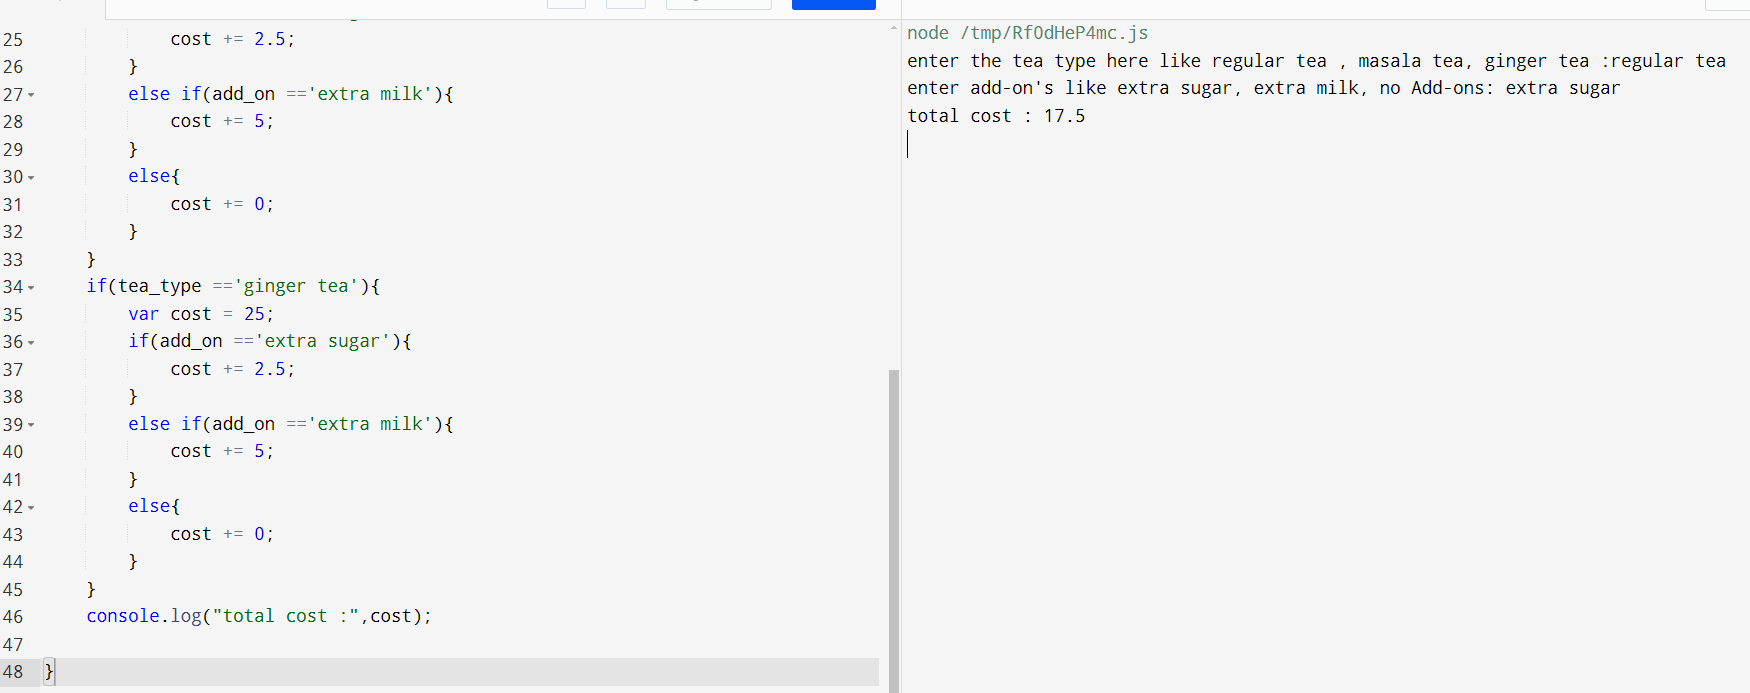 25            cost += 2.5;
26        }
27        else if(add_on =='extra milk'){
28            cost += 5;
29        }
30        else{
31            cost += 0;
32        }
33    }
34    if(tea_type =='ginger tea'){
35        var cost = 25;
36        if(add_on =='extra sugar'){
37            cost += 2.5;
38        }
39        else if(add_on =='extra milk'){
40            cost += 5;
41        }
42        else{
43            cost += 0;
44        }
45    }
46    console.log("total cost :",cost);
47
48 }
node /tmp/Rf0dHeP4mc.js
enter the tea type here like regular tea , masala tea, ginger tea :regular tea
enter add-on's like extra sugar, extra milk, no Add-ons: extra sugar
total cost : 17.5